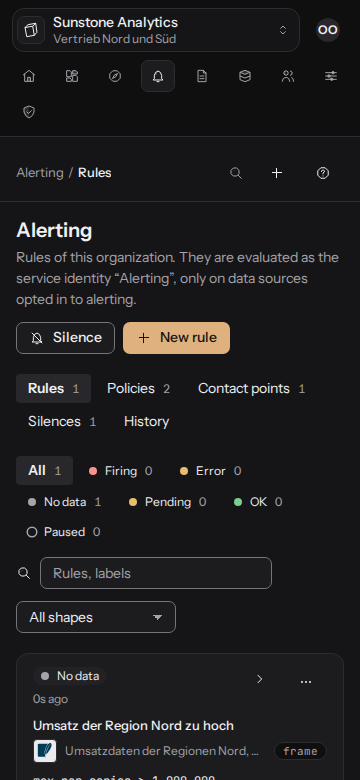 Sunstone Analytics
Vertrieb Nord und Süd
OO
Alerting / Rules
Alerting
Rules of this organization. They are evaluated as the
service identity “Alerting”, only on data sources
opted in to alerting.
Silence
New rule
Rules 1 Policies 2 Contact points 1
Silences 1 History
All 1 Firing 0 Error 0
No data 1 Pending 0 OK 0
Paused 0
Rules, labels
All shapes
No data
0s ago
Umsatz der Region Nord zu hoch
Umsatzdaten der Regionen Nord, … frame